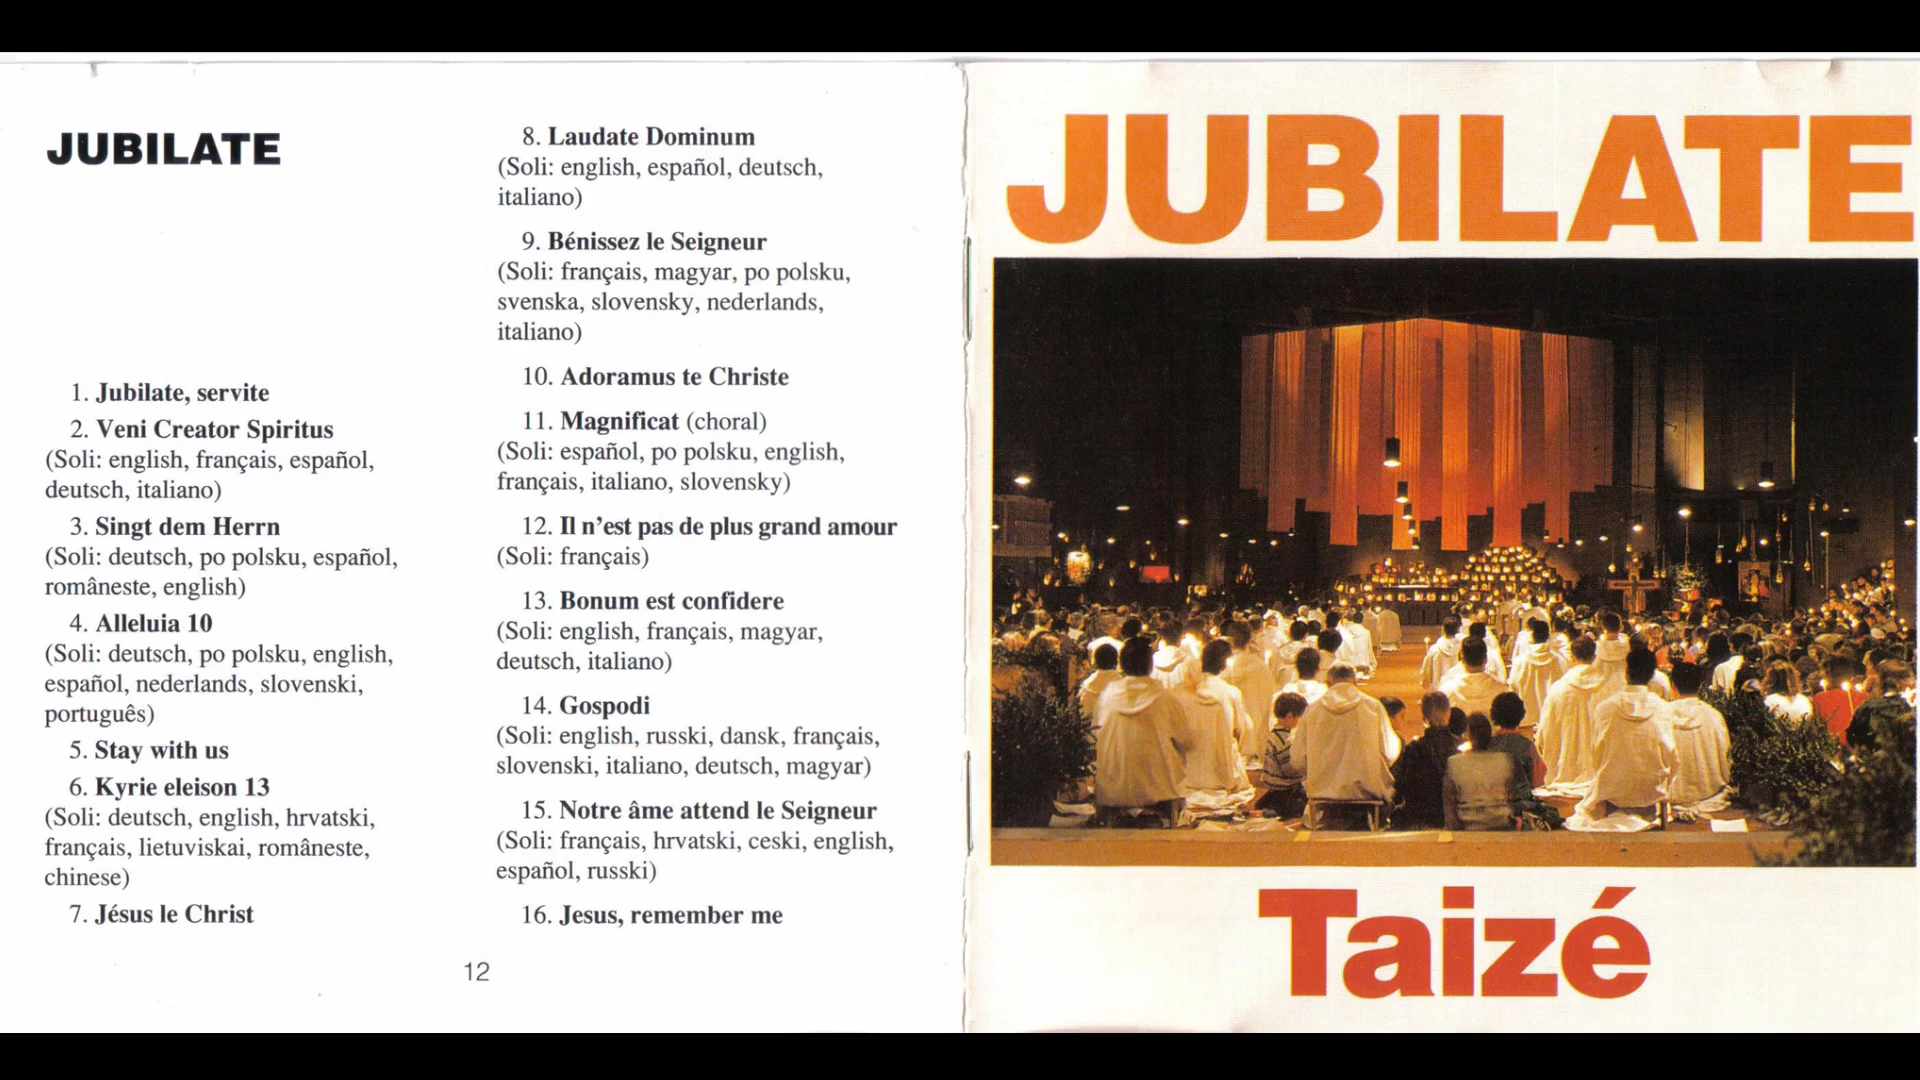 JUBILATE
1. Jubilate, servite
2. Veni Creator Spiritus
(Soli: english, français, español,
deutsch, italiano)
3. Singt dem Herrn
(Soli: deutsch, po polsku, español,
româneste, english)
4. Alleluia 10
(Soli: deutsch, po polsku, english,
español, nederlands, slovenski,
português)
5. Stay with us
6. Kyrie eleison 13
(Soli: deutsch, english, hrvatski,
français, lietuviskai, româneste,
chinese)
7. Jésus le Christ
8. Laudate Dominum
(Soli: english, español, deutsch,
italiano)
9. Bénissez le Seigneur
(Soli: français, magyar, po polsku,
svenska, slovensky, nederlands,
italiano)
10. Adoramus te Christe
11. Magnificat (choral)
(Soli: español, po polsku, english,
français, italiano, slovensky)
12. Il n'est pas de plus grand amour
(Soli: français)
13. Bonum est confidere
(Soli: english, français, magyar,
deutsch, italiano)
14. Gospodi
(Soli: english, russki, dansk, français,
slovenski, italiano, deutsch, magyar)
15. Notre âme attend le Seigneur
(Soli: français, hrvatski, ceski, english,
español, russki)
16. Jesus, remember me
12
JUBILATE
Taizé